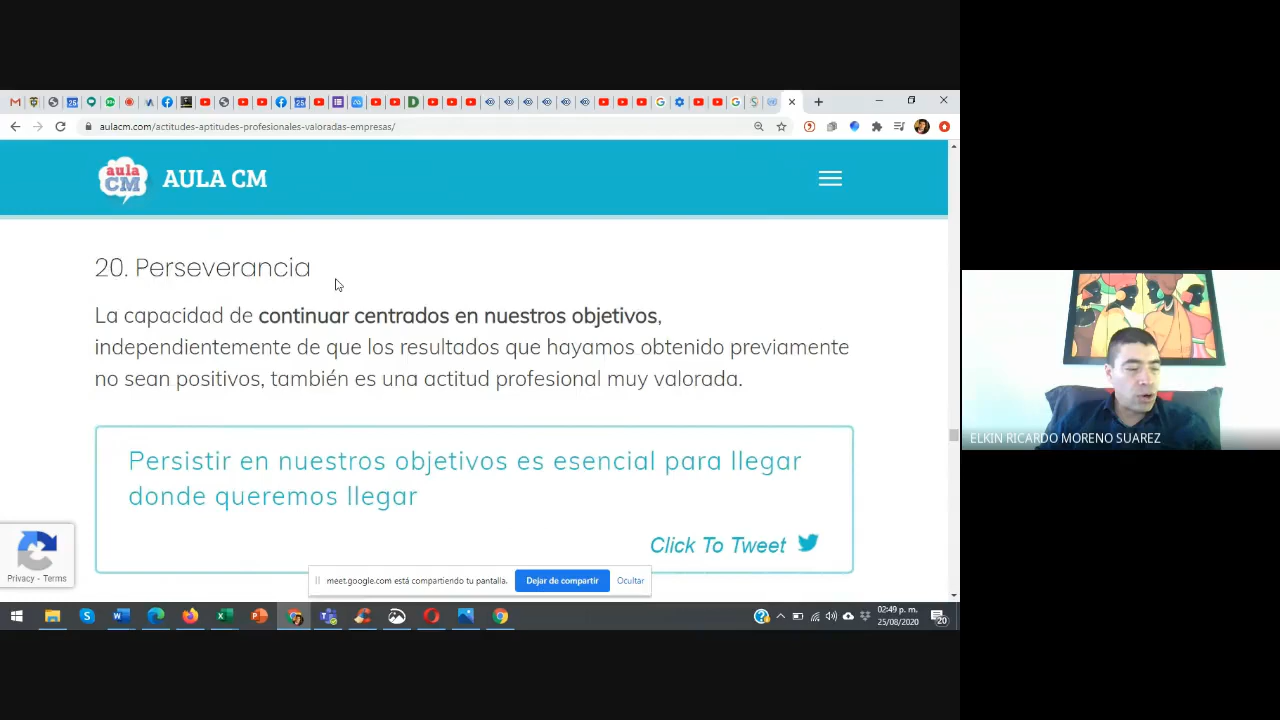 aulacm.com/actitudes-aptitudes-profesionales-valoradas-empresas/
aula
CM
AULA CM
20. Perseverancia
La capacidad de continuar centrados en nuestros objetivos,
independientemente de que los resultados que hayamos obtenido previamente
no sean positivos, también es una actitud profesional muy valorada.
Persistir en nuestros objetivos es esencial para llegar
donde queremos llegar
Click To Tweet
Privacy - Terms
meet.google.com está compartiendo tu pantalla.
Dejar de compartir
Ocultar
02:49 p. m.
25/08/2020
20
ELKIN RICARDO MORENO SUAREZ